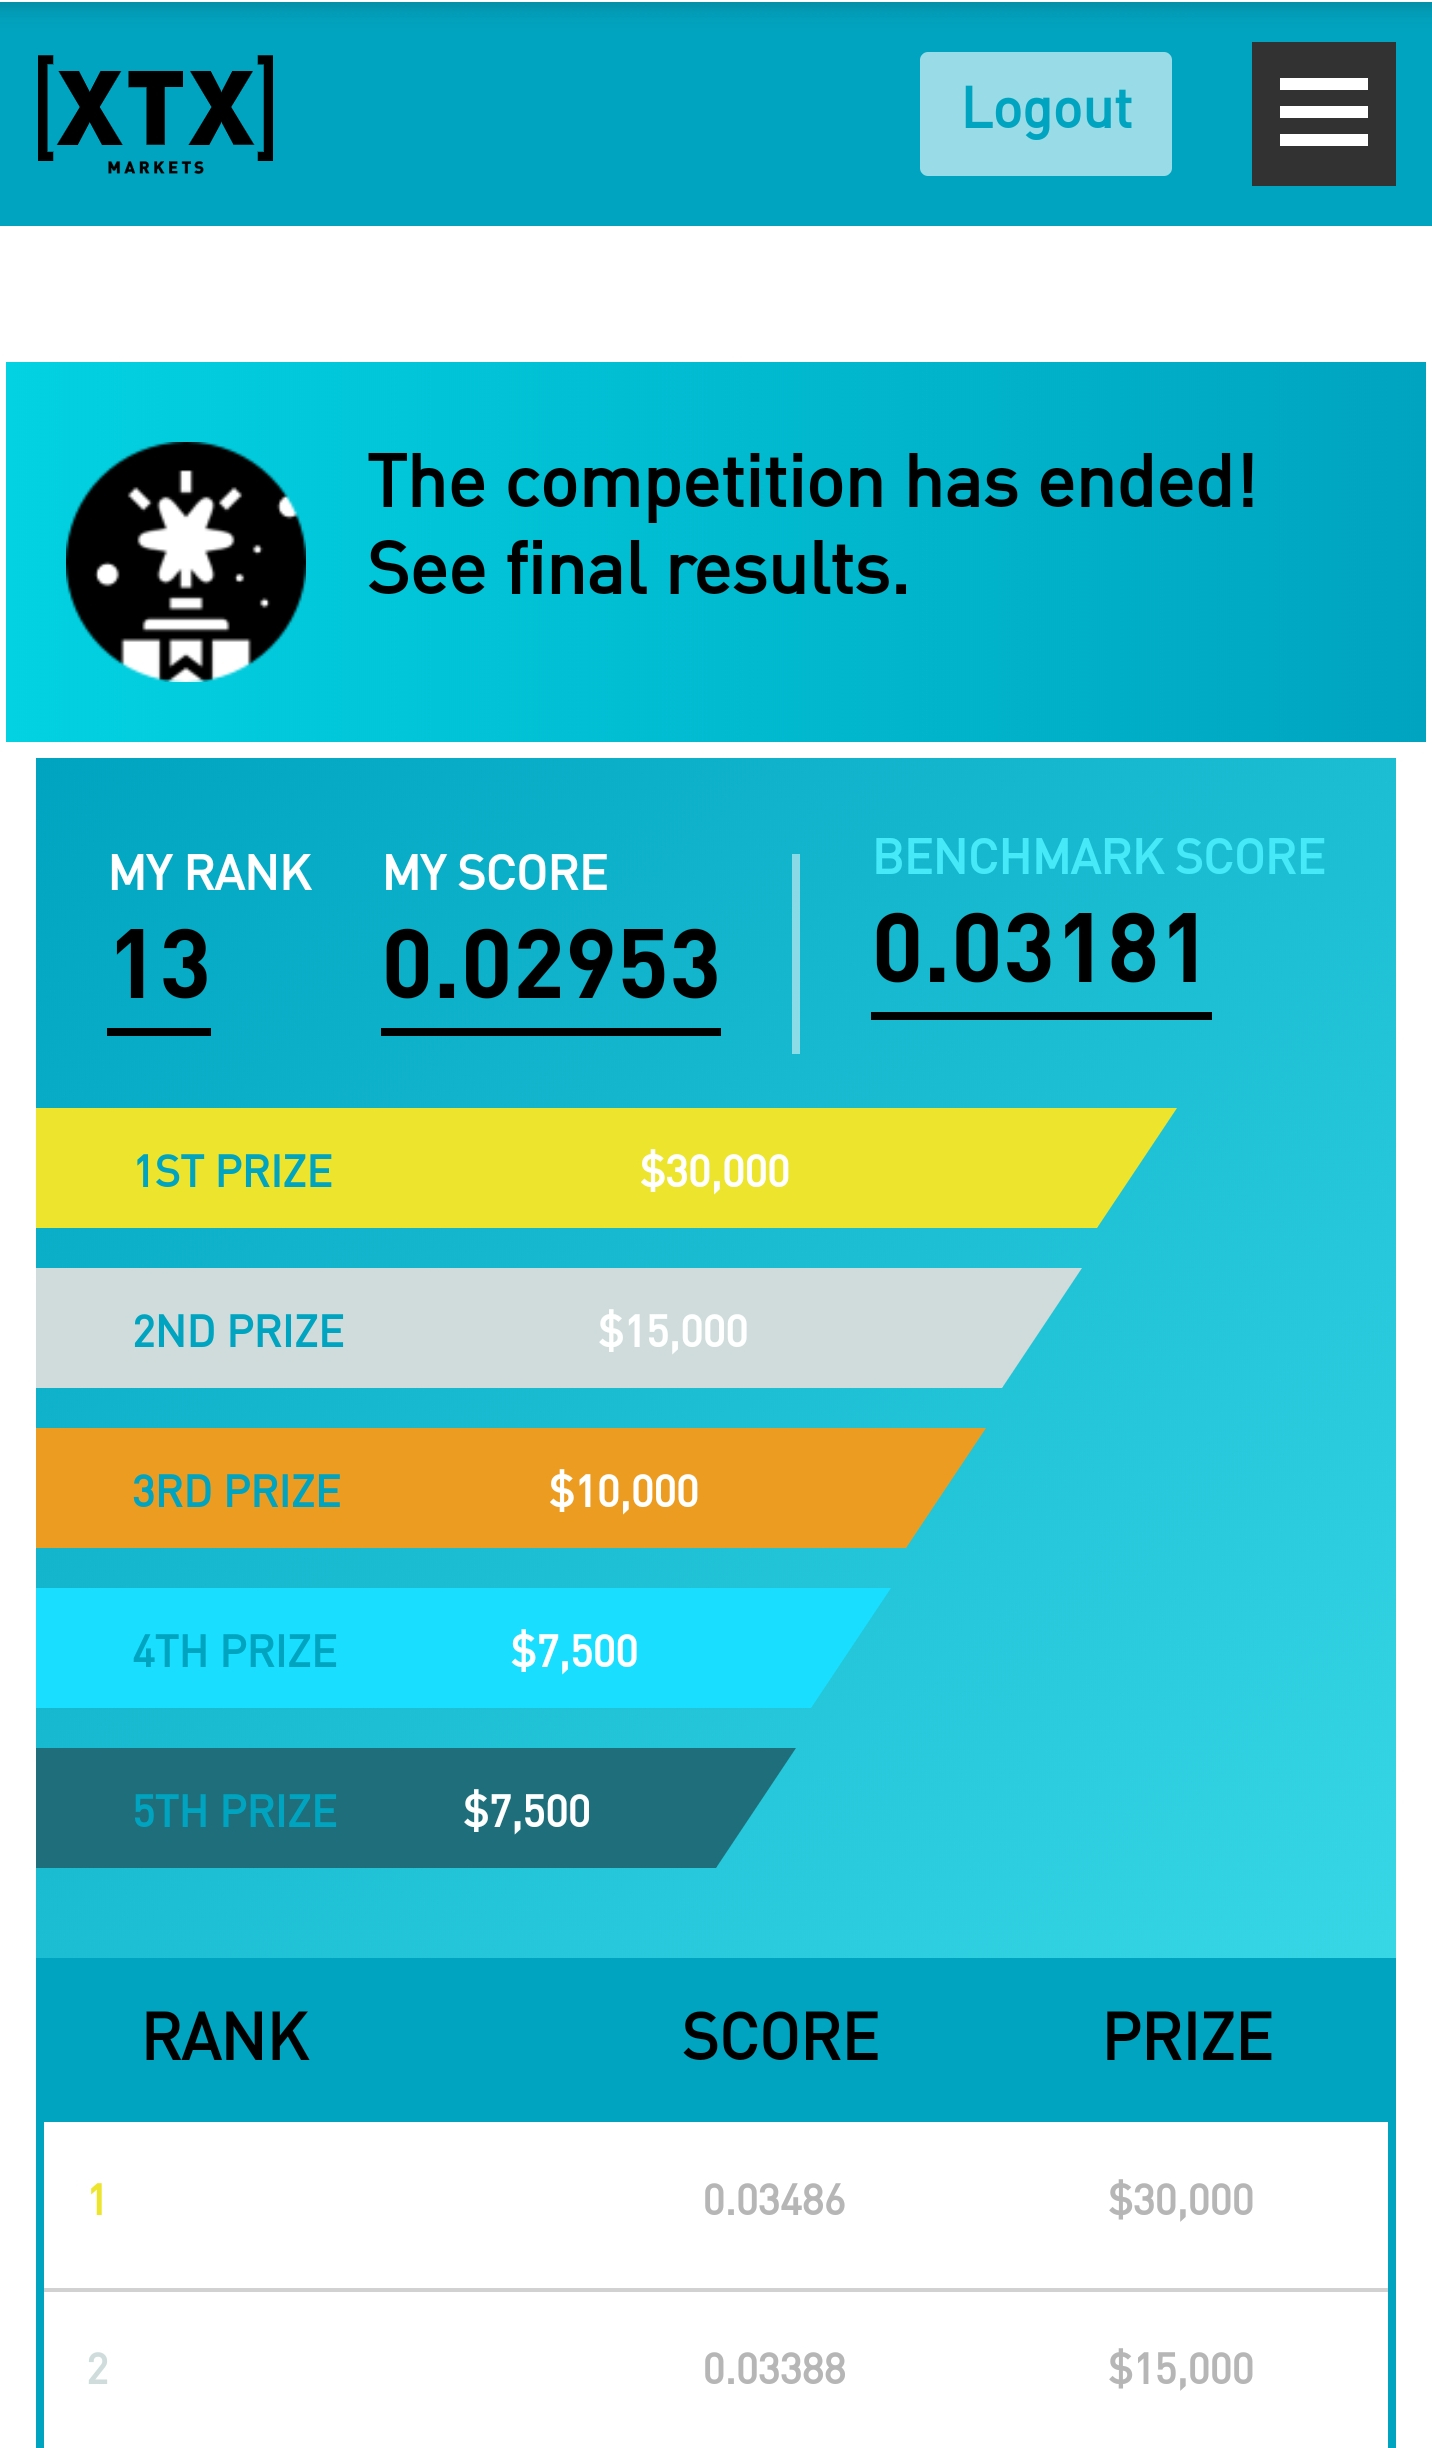 [XTX]
MARKETS
Logout
The competition has ended!
See final results.
MY RANK
13
MY SCORE
0.02953
BENCHMARK SCORE
0.03181
1ST PRIZE $30,000
2ND PRIZE $15,000
3RD PRIZE $10,000
4TH PRIZE $7,500
5TH PRIZE $7,500
RANK SCORE PRIZE
1 0.03486 $30,000
2 0.03388 $15,000